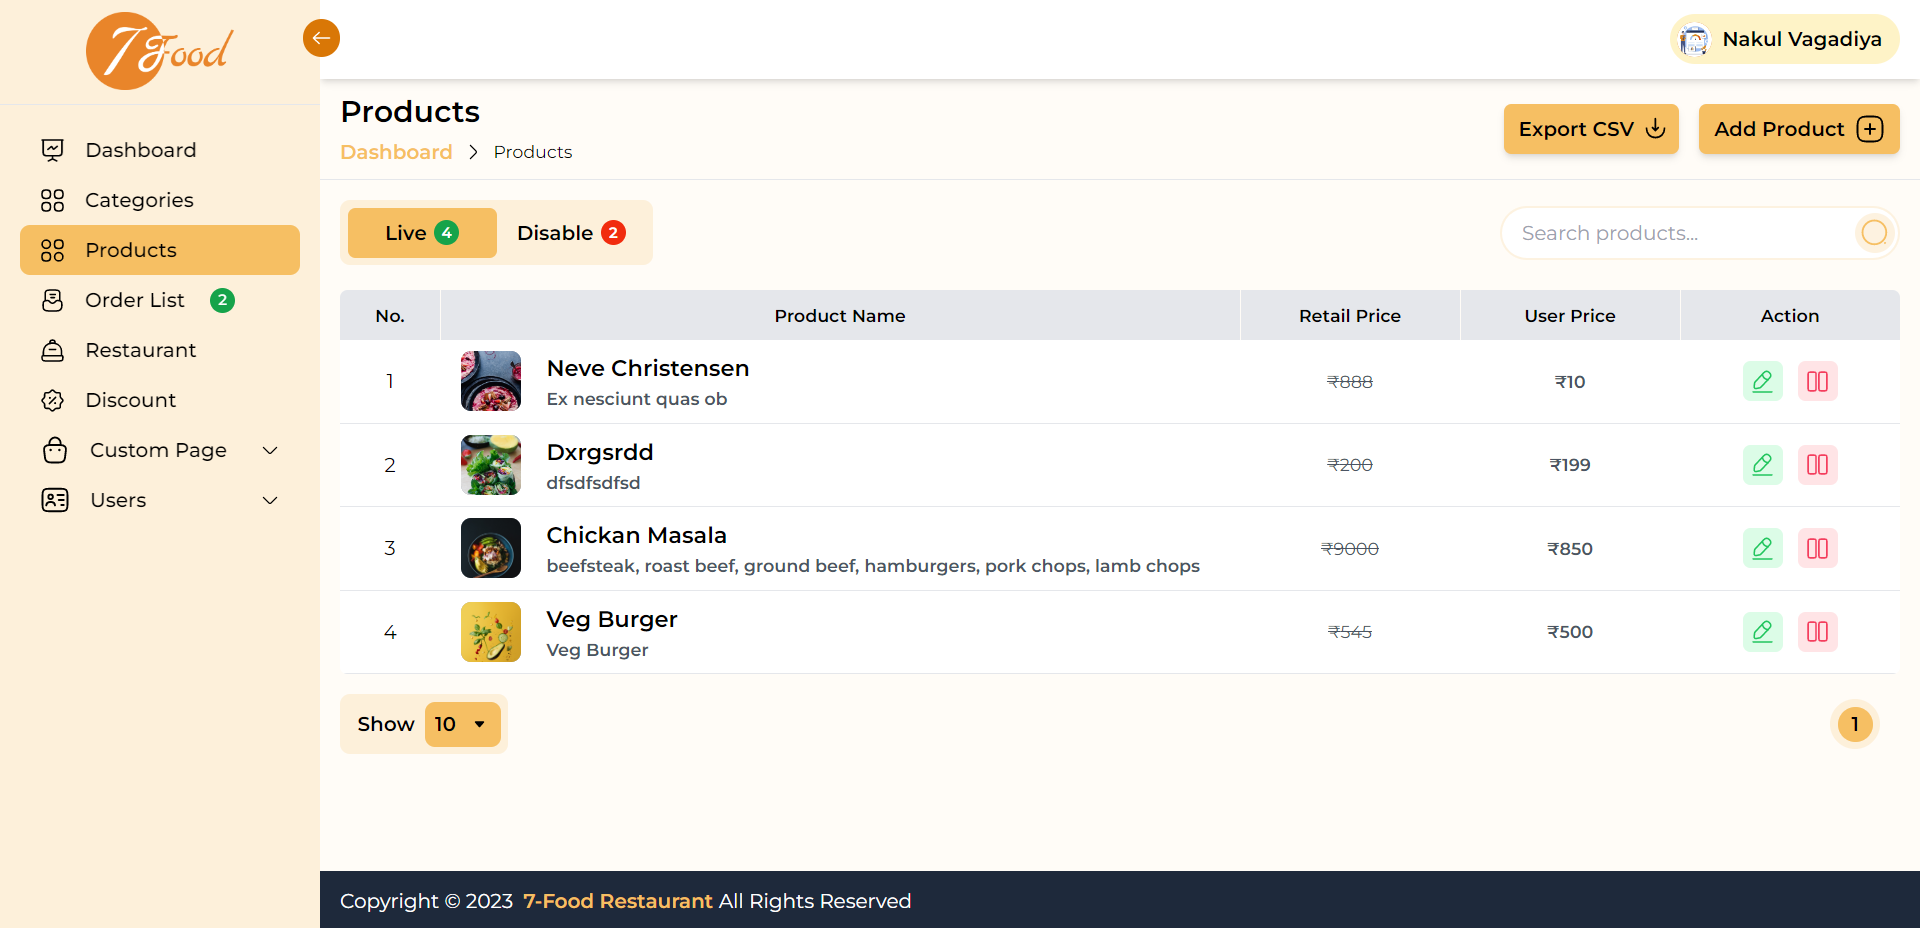 7 Food
Nakul Vagadiya
Products
Dashboard > Products
Export CSV
Add Product
Dashboard
Categories
Products
Order List 2
Restaurant
Discount
Custom Page
Users
Live 4
Disable 2
Search products...
No. Product Name Retail Price User Price Action
1 Neve Christensen ₹888 ₹10
Ex nesciunt quas ob
2 Dxrgsrdd ₹200 ₹199
dfsdfsdfsd
3 Chickan Masala ₹9000 ₹850
beefsteak, roast beef, ground beef, hamburgers, pork chops, lamb chops
4 Veg Burger ₹545 ₹500
Veg Burger
Show 10
1
Copyright © 2023 7-Food Restaurant All Rights Reserved